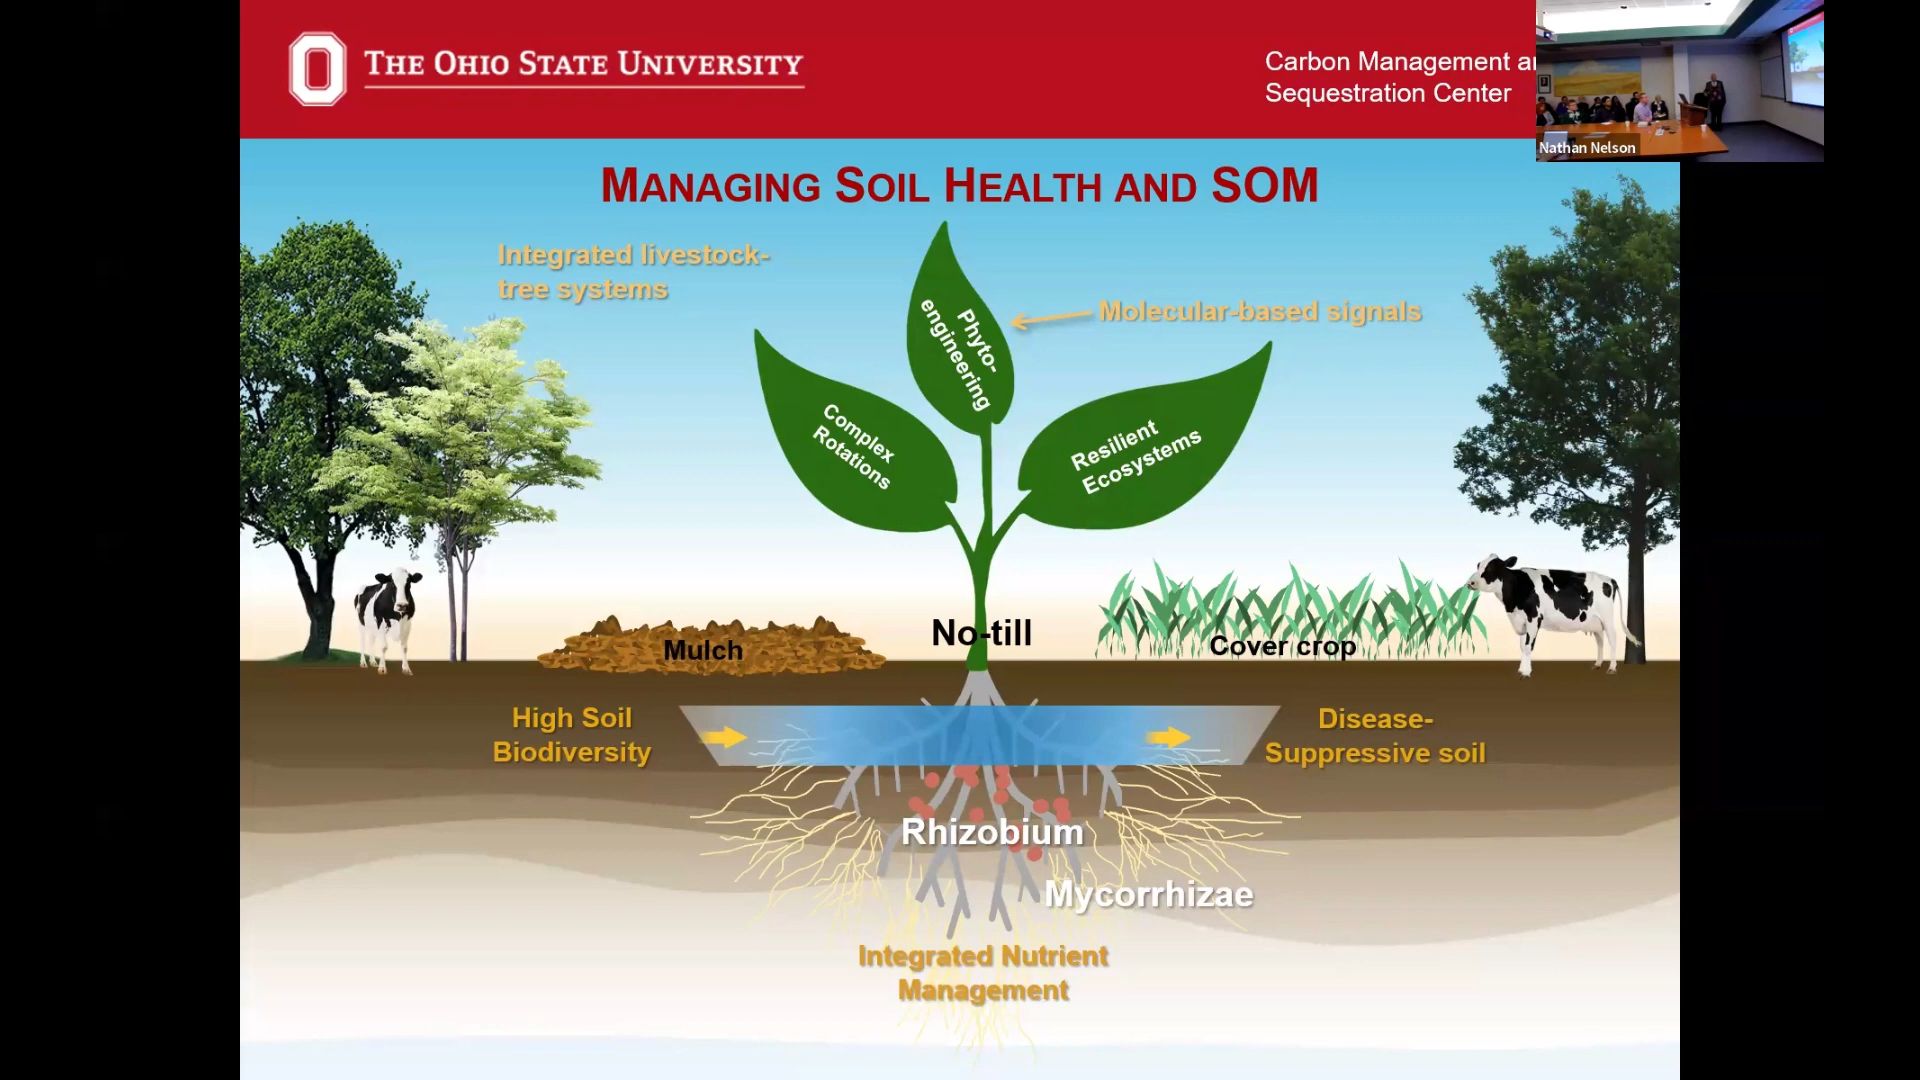 THE OHIO STATE UNIVERSITY
Carbon Management a
Sequestration Center
Nathan Nelson
MANAGING SOIL HEALTH AND SOM
Integrated livestock-
tree systems
Phyto-
engineering
Molecular-based signals
Complex
Rotations
Resilient
Ecosystems
Mulch
No-till
Cover crop
High Soil
Biodiversity
Disease-
Suppressive soil
Rhizobium
Mycorrhizae
Integrated Nutrient
Management